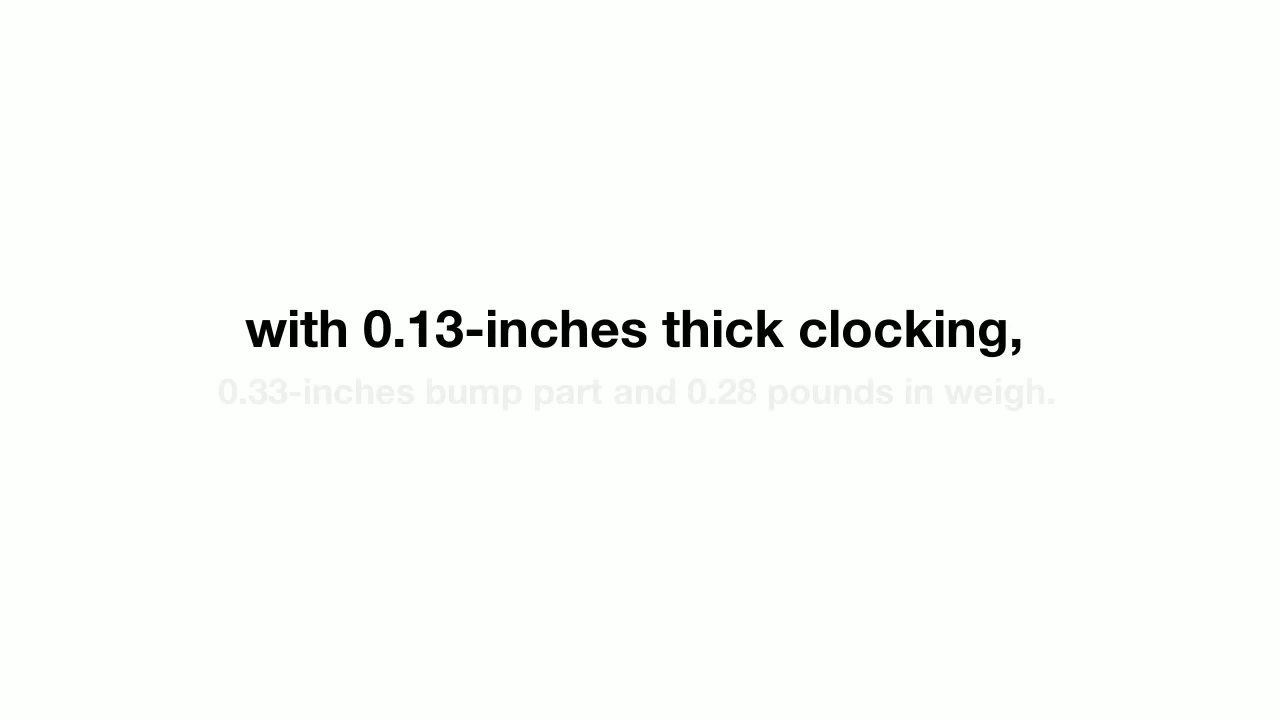 with 0.13-inches thick clocking,
0.33-inches bump part and 0.28 pounds in weigh.